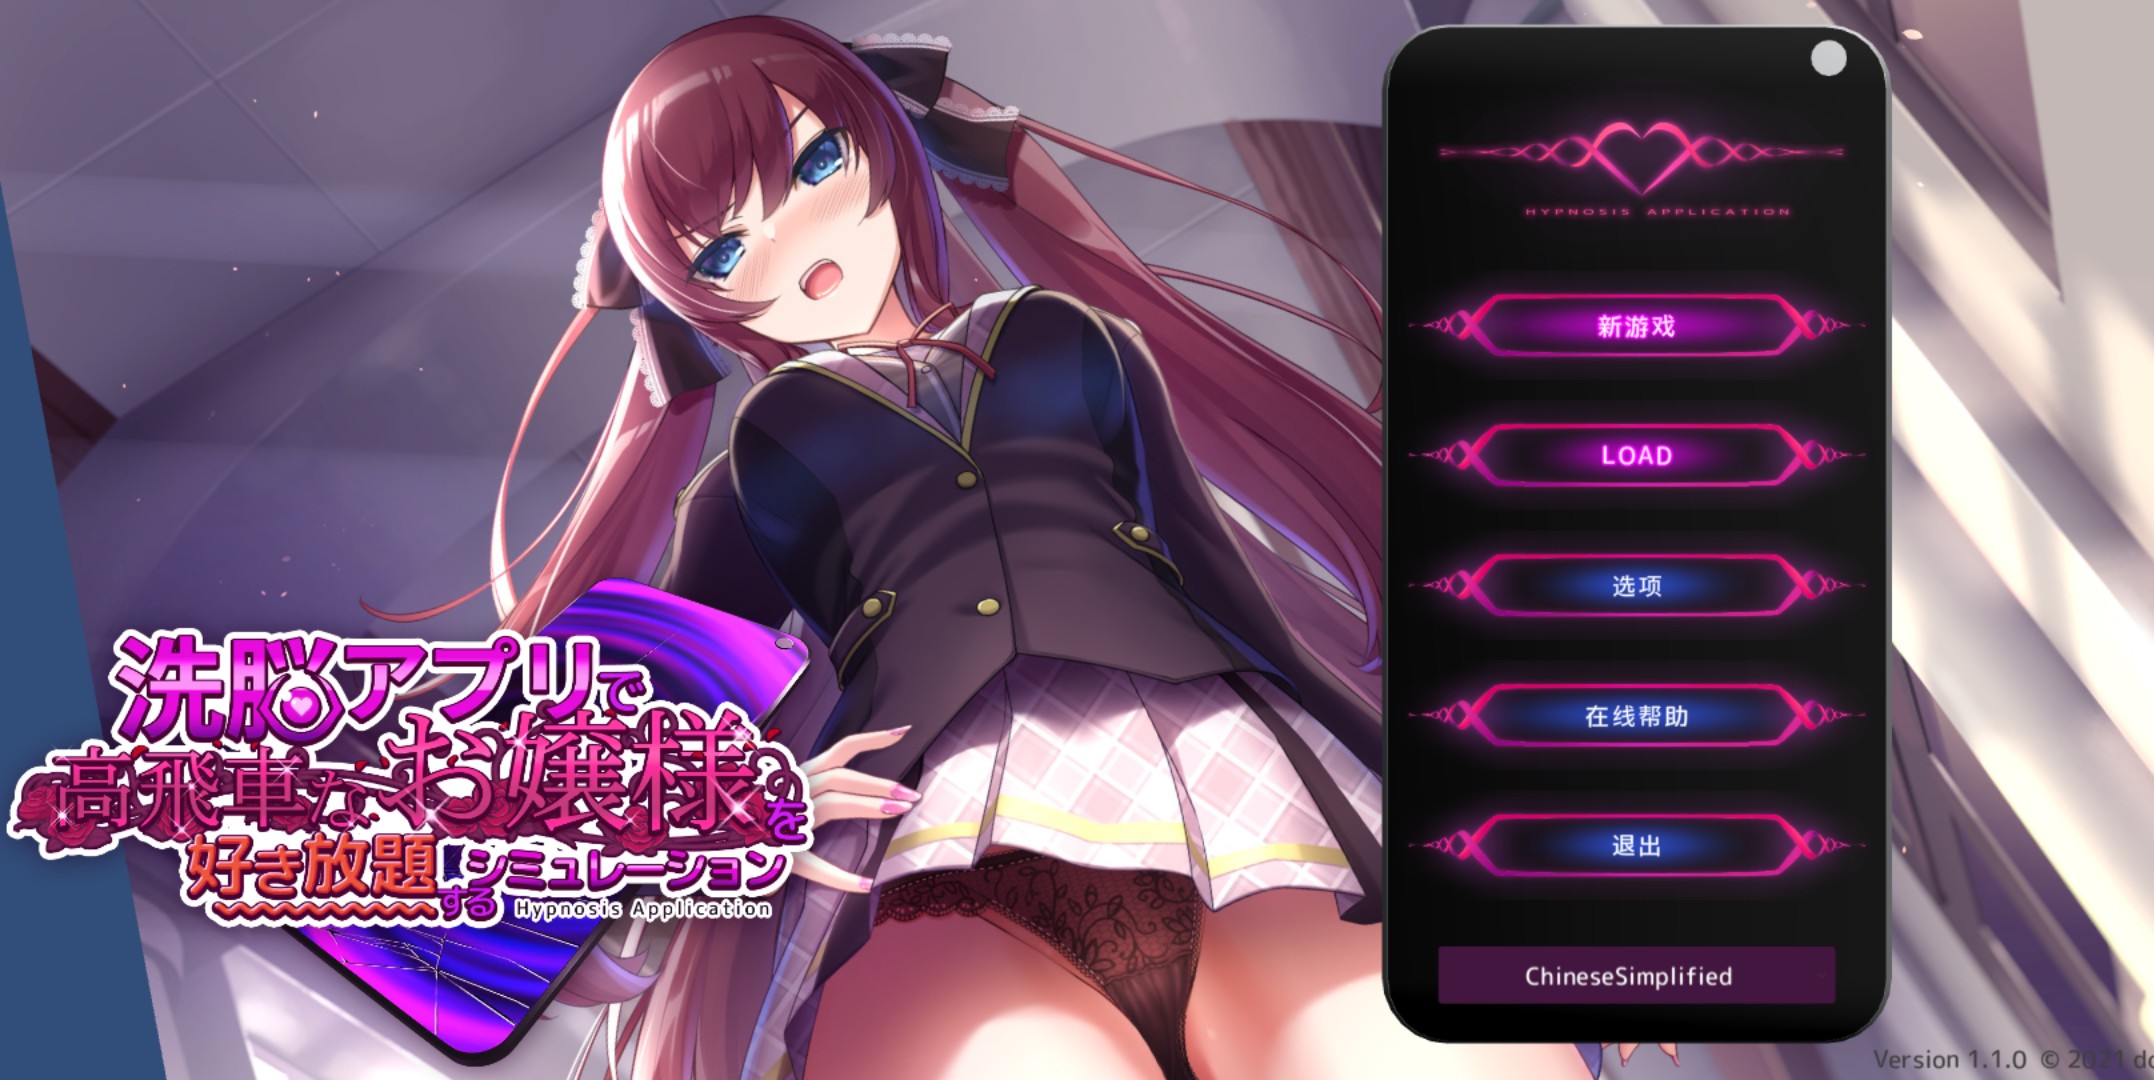 洗脳アプリで
高飛車なお嬢様を
好き放題するシミュレーション
Hypnosis Application
HYPNOSIS APPLICATION
新游戏
LOAD
选项
在线帮助
退出
ChineseSimplified
Version 1.1.0 © 2021